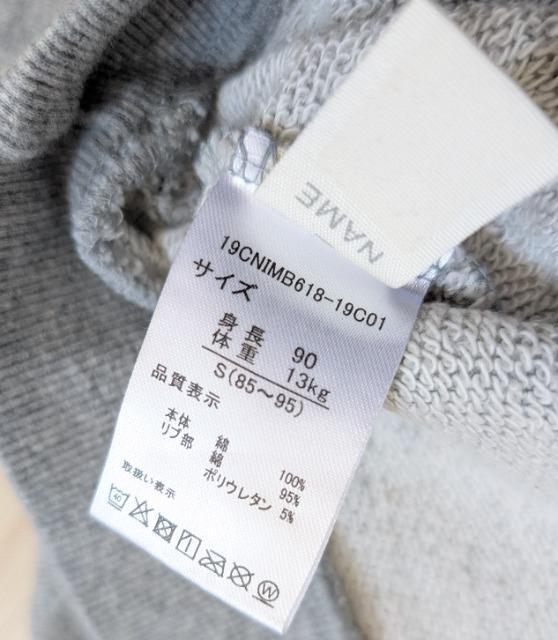 NAME
19CNIMB618-19C01
サイズ
身長 90
体重 13kg
S(85～95)
品質表示
本体 綿 100%
リブ部 綿 95%
ポリウレタン 5%
取扱い表示
40
W